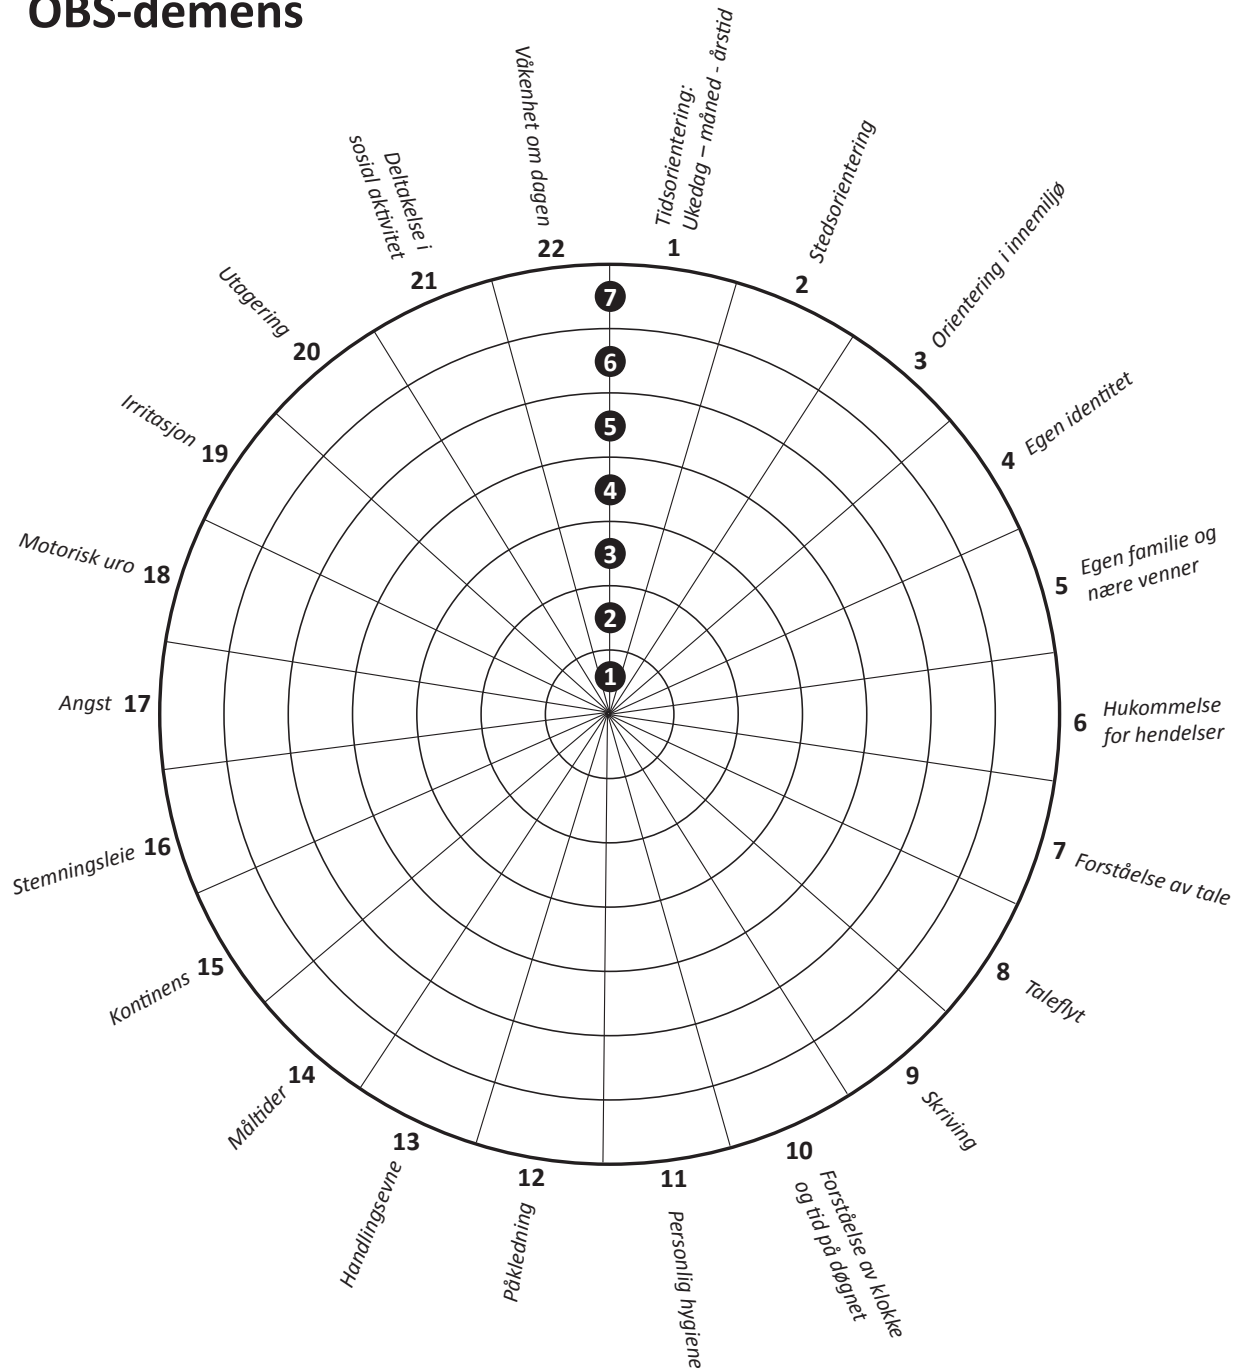 OBS-demens
1
Tidsorientering:
Ukedag – måned - årstid
2
Stedsorientering
3
Orientering i innemiljø
4
Egen identitet
5
Egen familie og
nære venner
6
Hukommelse
for hendelser
7
Forståelse av tale
8
Taleflyt
9
Skriving
10
Forståelse av klokke
og tid på døgnet
11
Personlig hygiene
12
Påkledning
13
Handlingsevne
14
Måltider
15
Kontinens
16
Stemningsleie
17
Angst
18
Motorisk uro
19
Irritasjon
20
Utagering
21
Deltakelse i
sosial aktivitet
22
Våkenhet om dagen
7
6
5
4
3
2
1